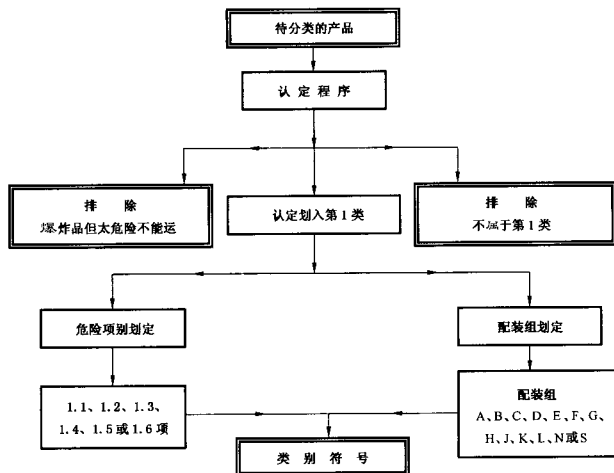 待分类的产品
认定程序
排 除
爆炸品但太危险不能运
认定划入第1类
排 除
不属于第1类
危险项别划定
配装组划定
1.1、1.2、1.3、
1.4、1.5或1.6项
配装组
A、B、C、D、E、F、G、
H、J、K、L、N或S
类 别 符 号